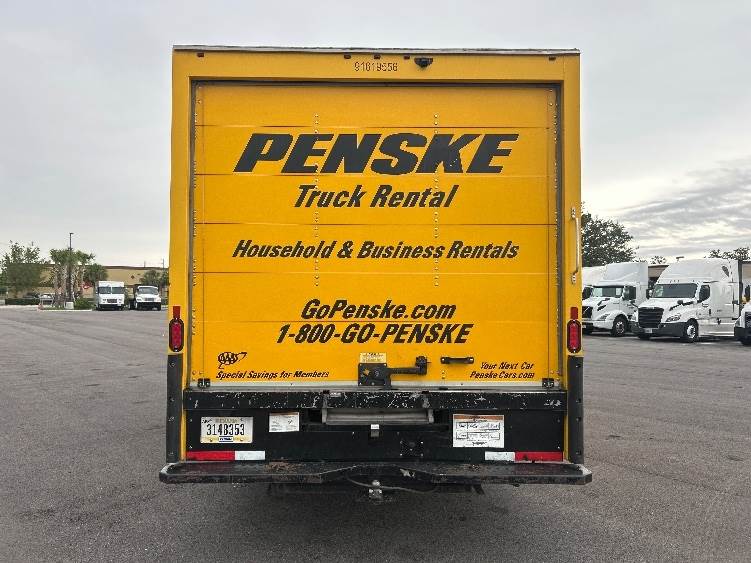 91619558
PENSKE
Truck Rental
Household & Business Rentals
GoPenske.com
1-800-GO-PENSKE
AAA
Special Savings for Members
Your Next Car
PenskeCars.com
3148353